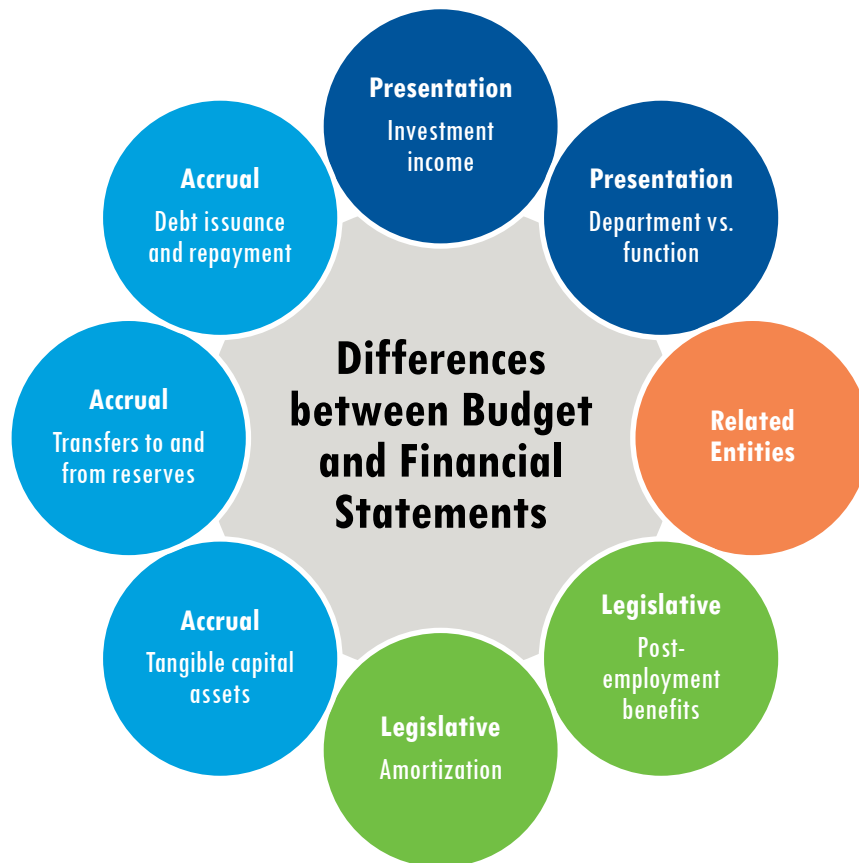 Presentation
Investment
income
Presentation
Department vs.
function
Related
Entities
Legislative
Post-
employment
benefits
Legislative
Amortization
Accrual
Tangible capital
assets
Accrual
Transfers to and
from reserves
Accrual
Debt issuance
and repayment
Differences
between Budget
and Financial
Statements